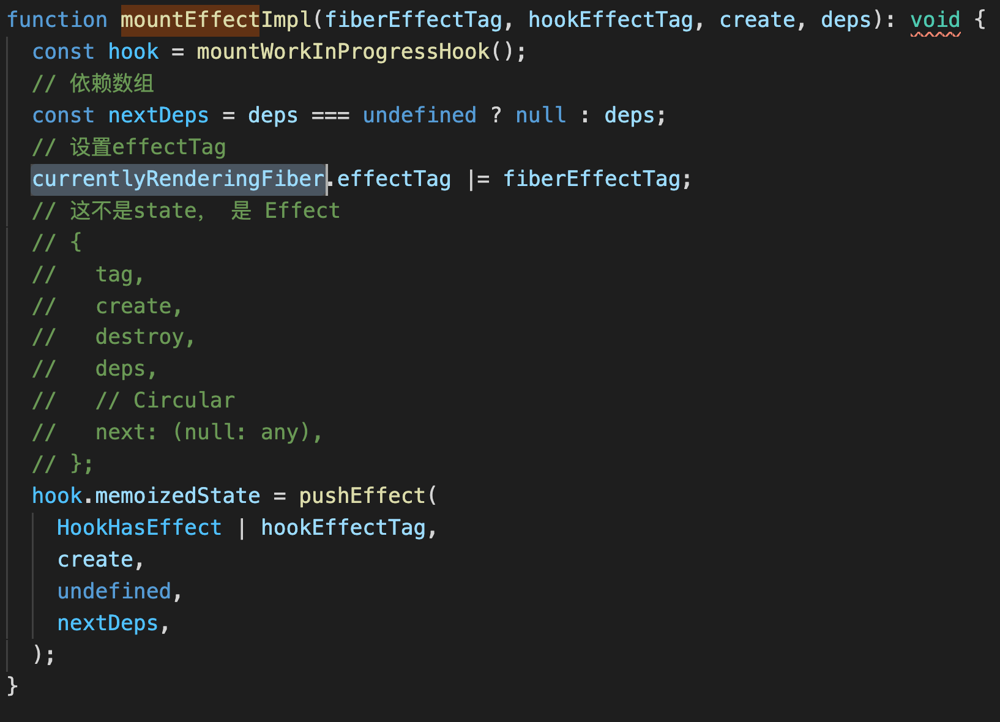 function mountEffectImpl(fiberEffectTag, hookEffectTag, create, deps): void {
  const hook = mountWorkInProgressHook();
  // 依赖数组
  const nextDeps = deps === undefined ? null : deps;
  // 设置effectTag
  currentlyRenderingFiber.effectTag |= fiberEffectTag;
  // 这不是state， 是 Effect
  // {
  //   tag,
  //   create,
  //   destroy,
  //   deps,
  //   // Circular
  //   next: (null: any),
  // };
  hook.memoizedState = pushEffect(
    HookHasEffect | hookEffectTag,
    create,
    undefined,
    nextDeps,
  );
}